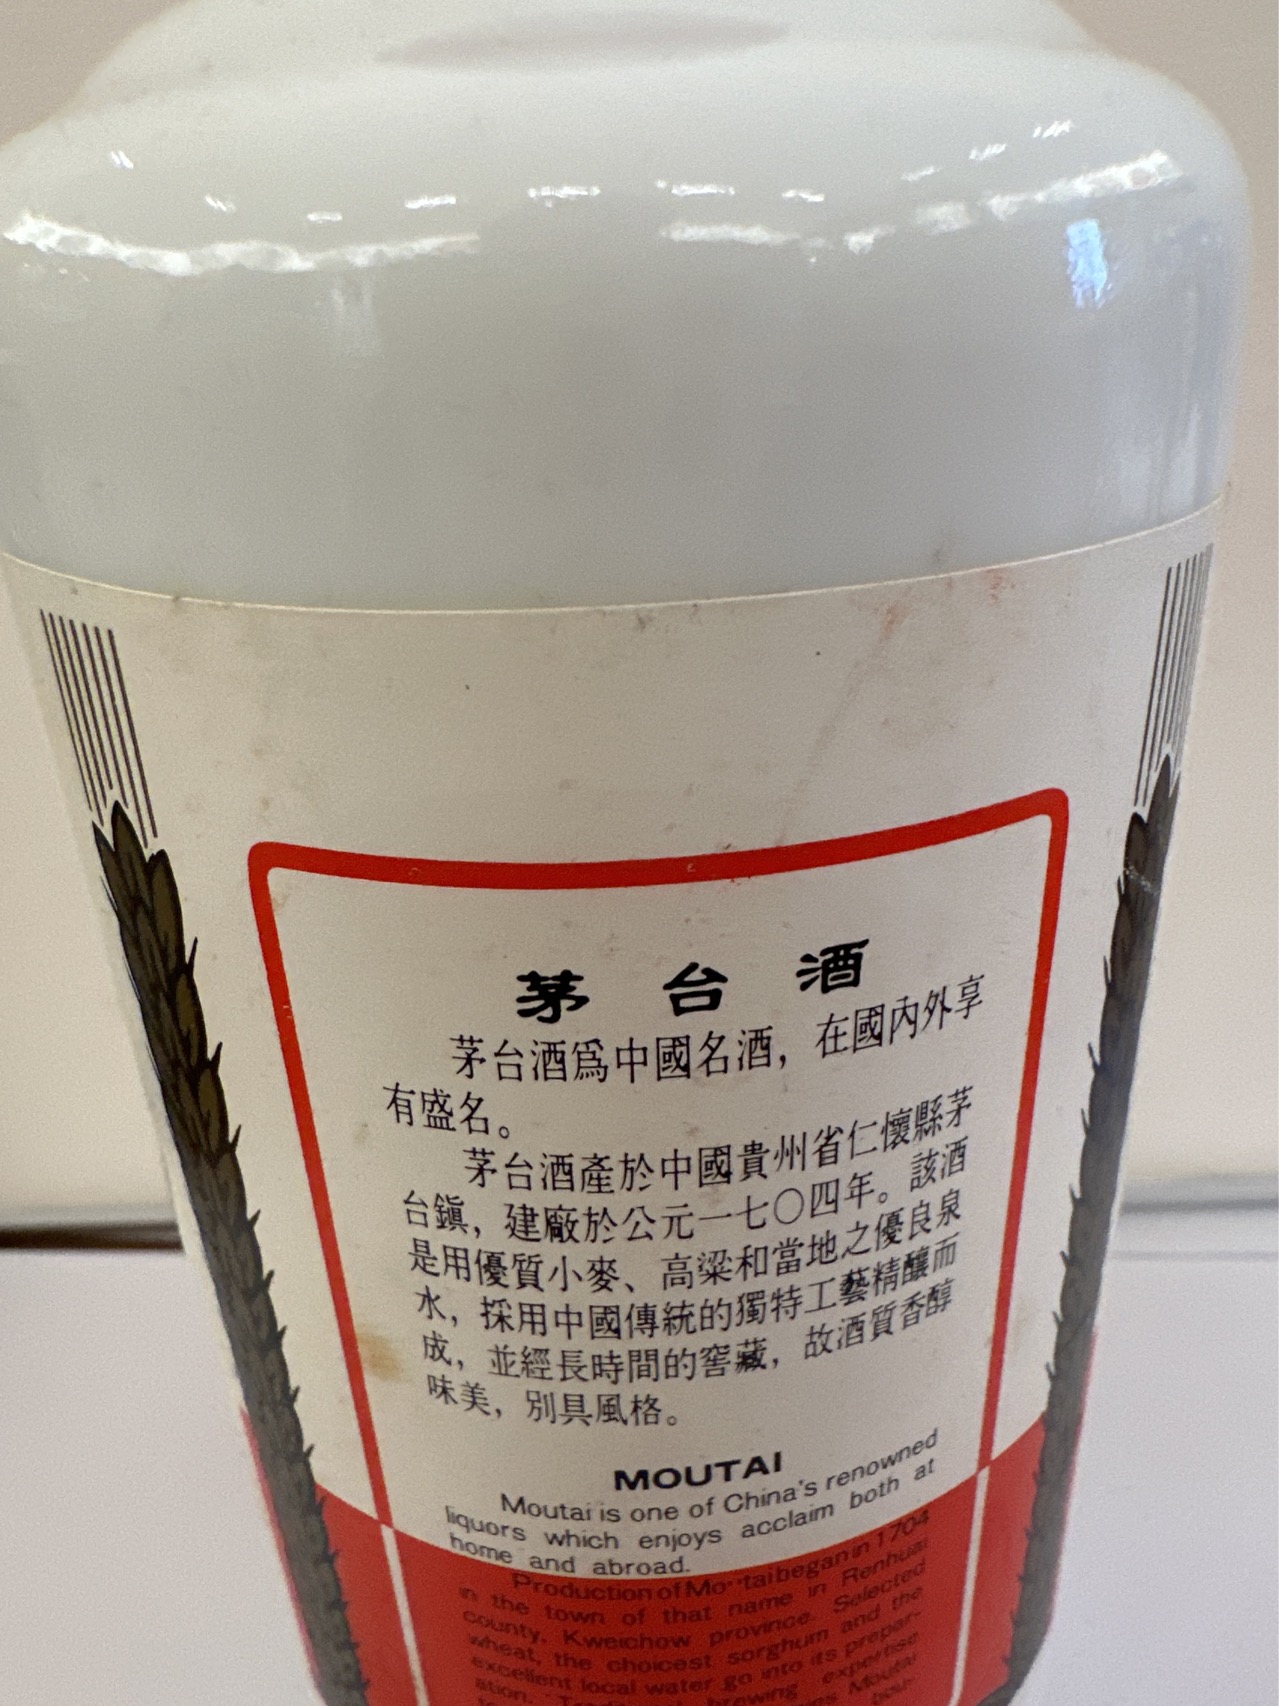 茅台酒
茅台酒爲中國名酒，在國內外享
有盛名。
茅台酒產於中國貴州省仁懷縣茅
台鎭，建廠於公元一七〇四年。該酒
是用優質小麥、高粱和當地之優良泉
水，採用中國傳統的獨特工藝精釀而
成，並經長時間的窖藏，故酒質香醇
味美，別具風格。
MOUTAI
Moutai is one of China's renowned
liquors which enjoys acclaim both at
home and abroad.
Production of Moutai began in 1704
in the town of that name in Renhuai
county, Kweichow province. Selected
wheat, the choicest sorghum and the
excellent local water go into its prepar-
ation. brewing expertise
Moutai